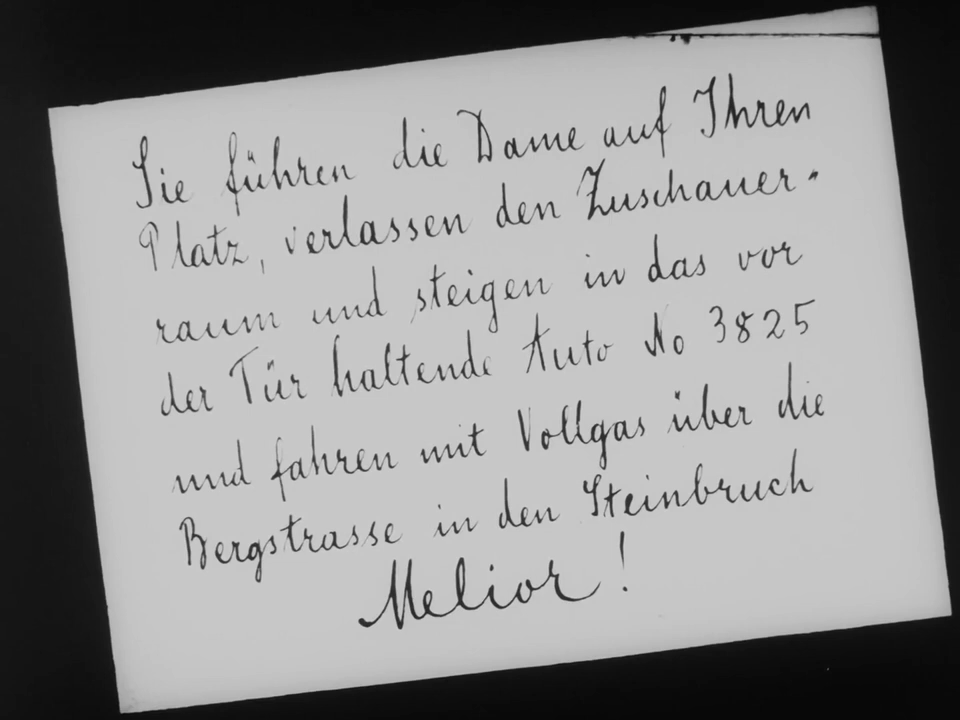 Sie führen die Dame auf Ihren
Platz, verlassen den Zuschauer-
raum und steigen in das vor
der Tür haltende Auto No 3825
und fahren mit Vollgas über die
Bergstrasse in den Steinbruch
Melior!